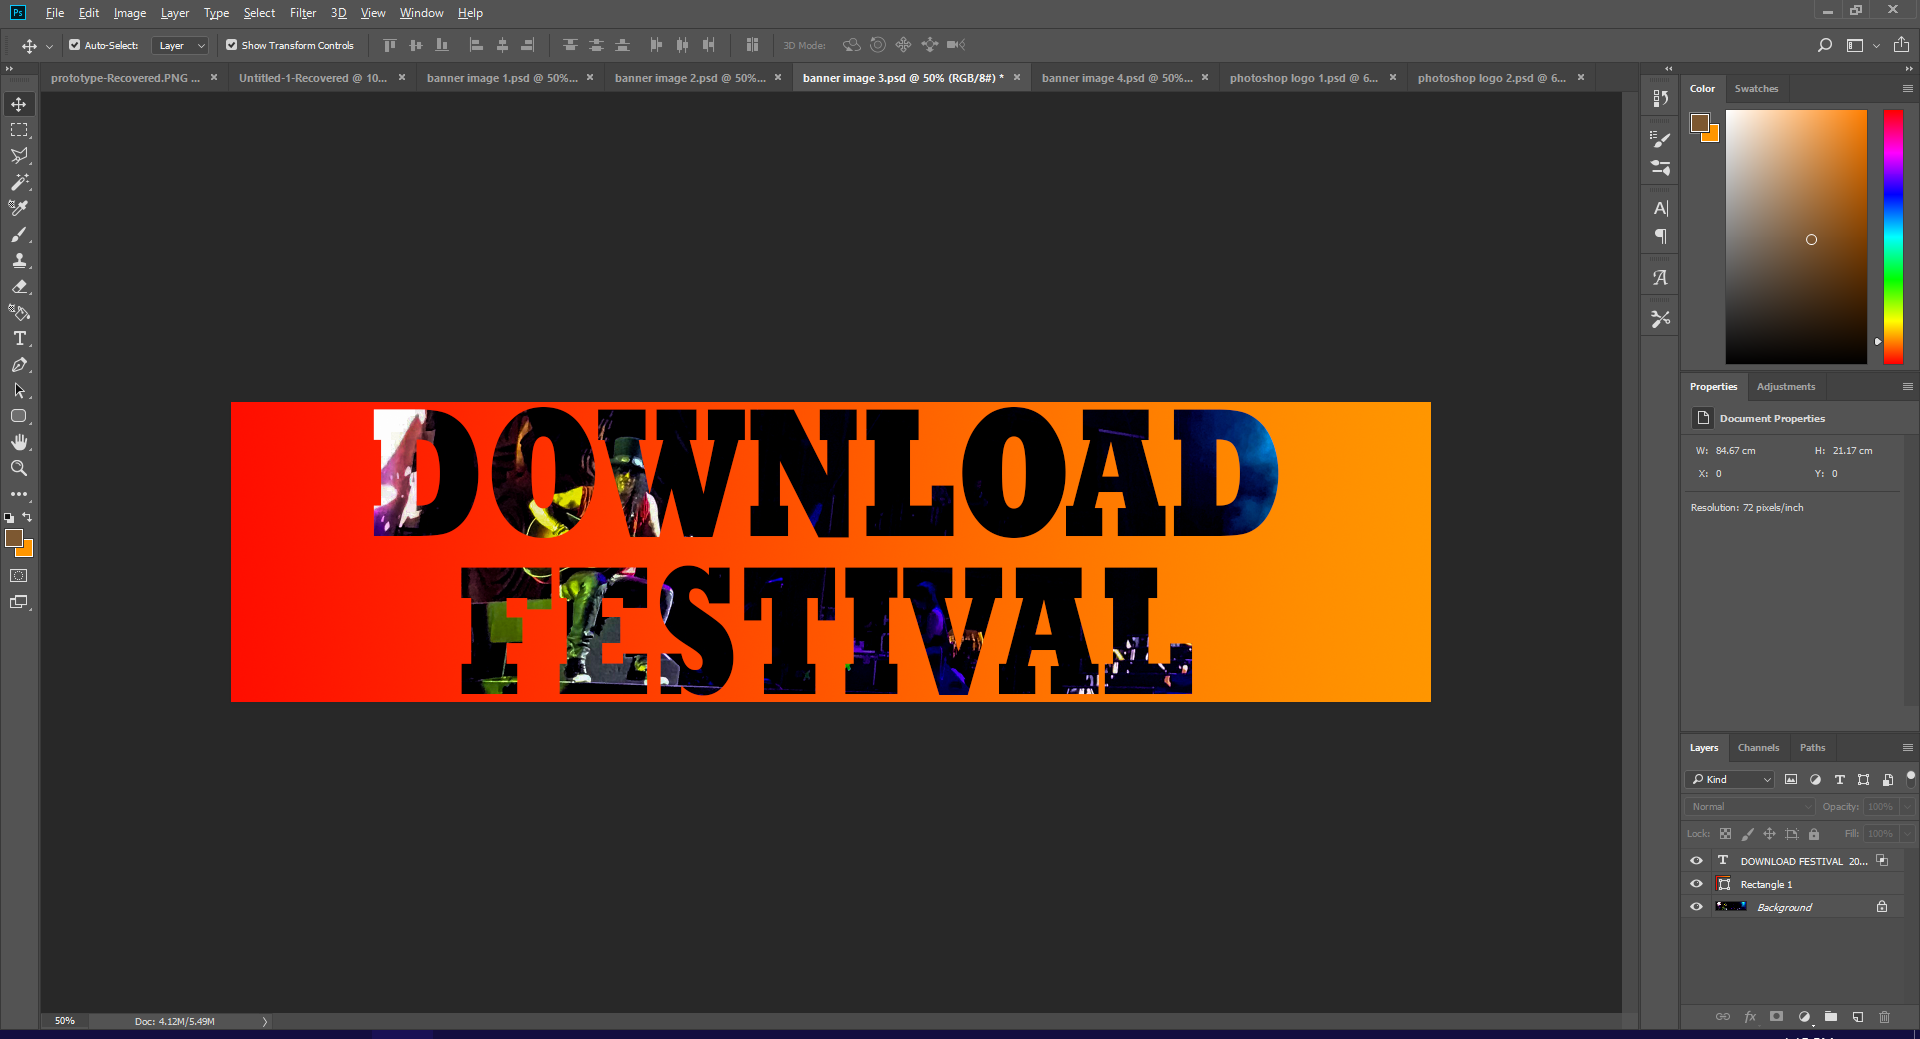 Ps File Edit Image Layer Type Select Filter 3D View Window Help
Auto-Select: Layer Show Transform Controls 3D Mode:
prototype-Recovered.PNG ... × Untitled-1-Recovered @ 10... × banner image 1.psd @ 50%... × banner image 2.psd @ 50%... × banner image 3.psd @ 50% (RGB/8#) * × banner image 4.psd @ 50%... × photoshop logo 1.psd @ 6... × photoshop logo 2.psd @ 6... ×
Color Swatches
DOWNLOAD
FESTIVAL
Properties Adjustments
Document Properties
W: 84.67 cm H: 21.17 cm
X: 0 Y: 0
Resolution: 72 pixels/inch
Layers Channels Paths
Kind
Normal Opacity: 100%
Lock: Fill: 100%
DOWNLOAD FESTIVAL 20...
Rectangle 1
Background
fx
50% Doc: 4.12M/5.49M